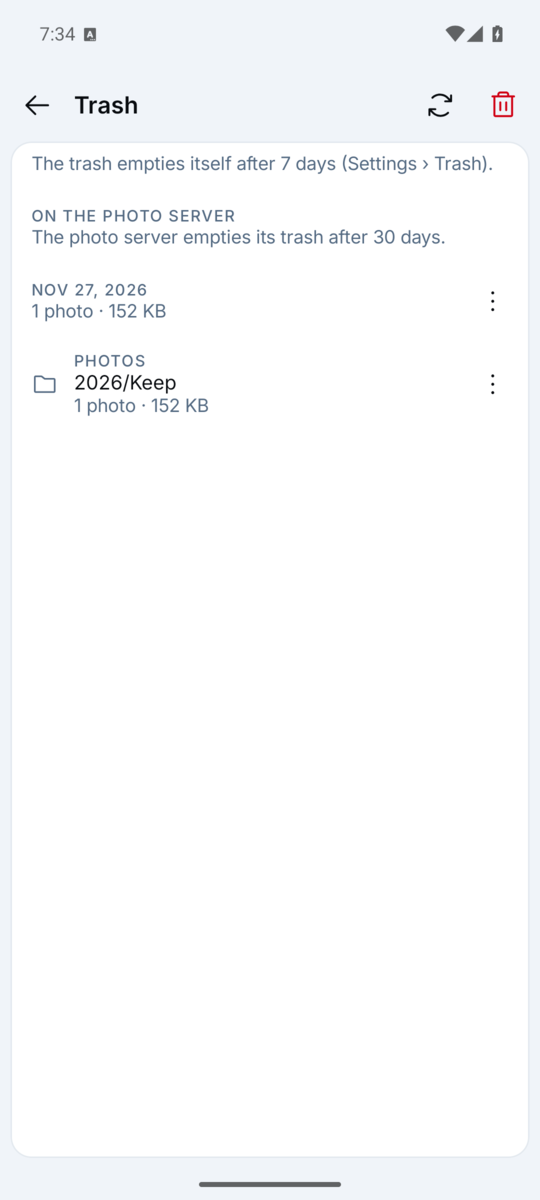 7:34
Trash
The trash empties itself after 7 days (Settings › Trash).
ON THE PHOTO SERVER
The photo server empties its trash after 30 days.
NOV 27, 2026
1 photo · 152 KB
PHOTOS
2026/Keep
1 photo · 152 KB